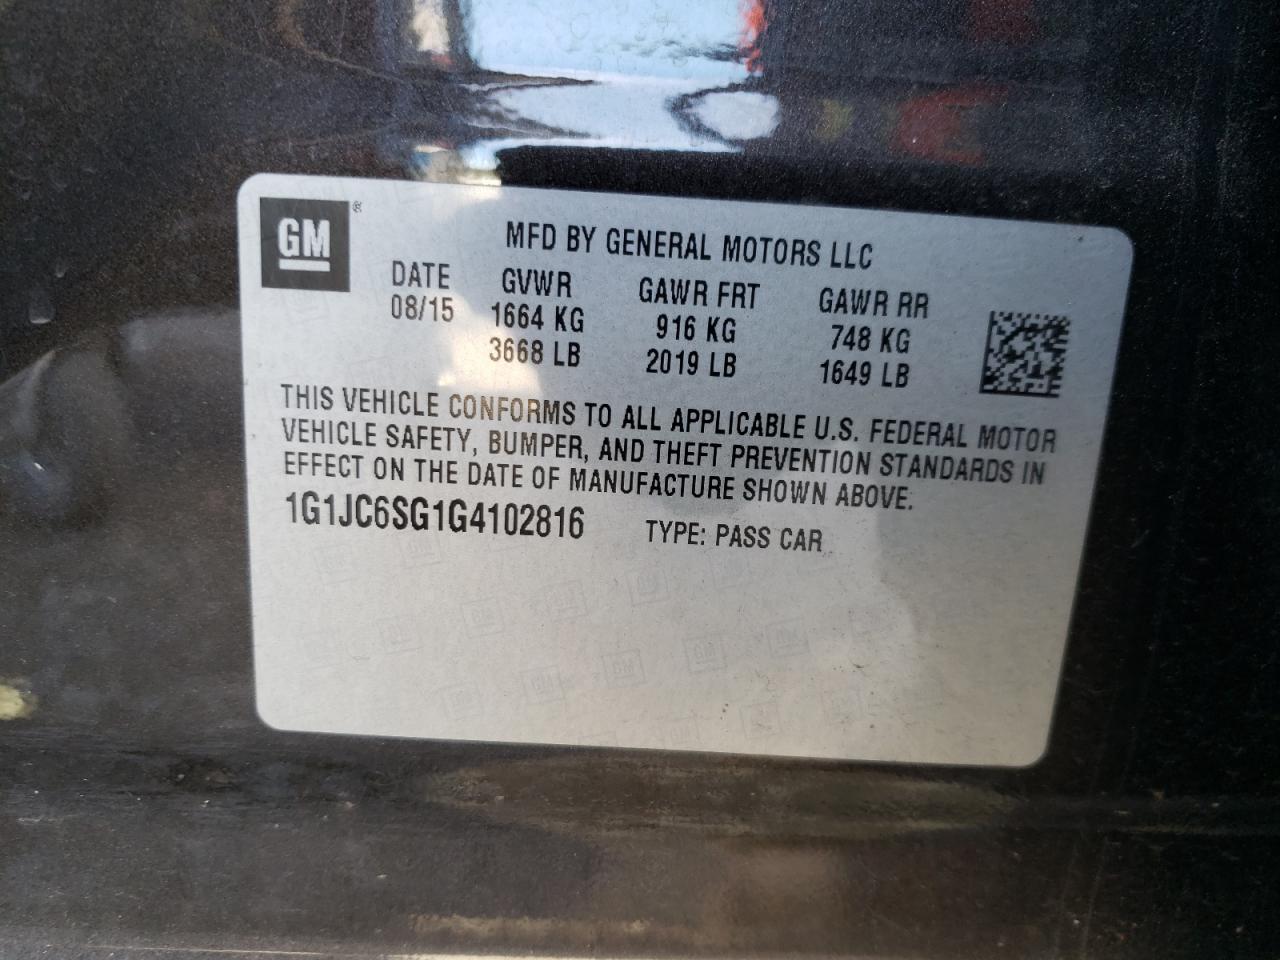 GM ®
MFD BY GENERAL MOTORS LLC
DATE GVWR GAWR FRT GAWR RR
08/15 1664 KG 916 KG 748 KG
3668 LB 2019 LB 1649 LB
THIS VEHICLE CONFORMS TO ALL APPLICABLE U.S. FEDERAL MOTOR
VEHICLE SAFETY, BUMPER, AND THEFT PREVENTION STANDARDS IN
EFFECT ON THE DATE OF MANUFACTURE SHOWN ABOVE.
1G1JC6SG1G4102816 TYPE: PASS CAR